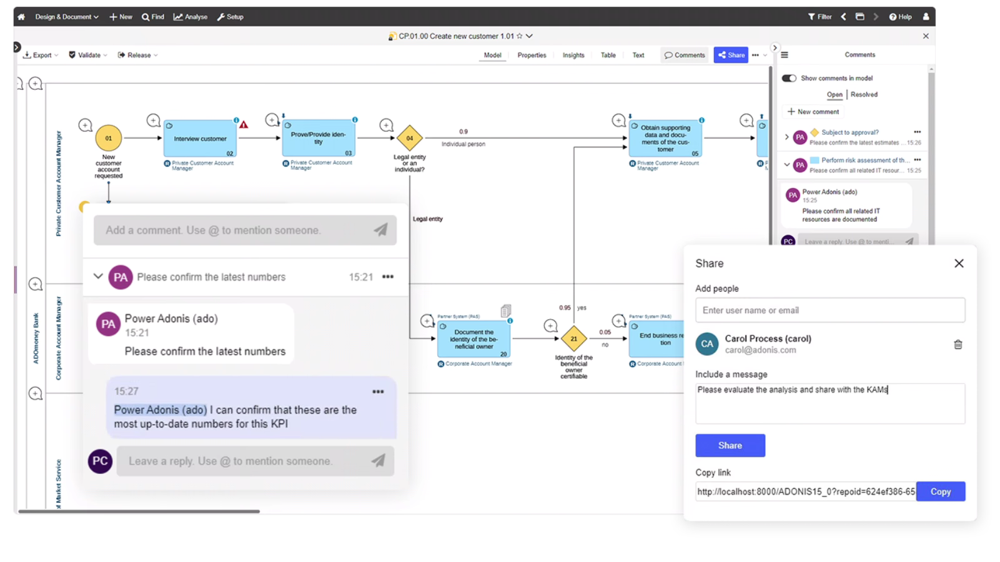 Design & Document
New
Find
Analyse
Setup
Filter
Help
CP.01.00 Create new customer 1.01
Export
Validate
Release
Model
Properties
Insights
Table
Text
Comments
Share
Comments
Show comments in model
Open
Resolved
New comment
PA
Subject to approval?
Please confirm the latest estimates ...
15:26
PA
Perform risk assessment of th...
Please confirm all related IT resour...
15:25
PA
Power Adonis (ado)
15:25
Please confirm all related IT
resources are documented
PC
Leave a reply. Use @ to menti...
Private Customer Account Manager
01
New
customer
account
requested
Interview customer
02
Private Customer Account
Manager
Prove/Provide iden-
tity
03
Private Customer Account
Manager
04
Legal entity
or an
individual?
0.9
Individual person
Legal entity
Obtain supporting
data and docu-
ments of the cus-
tomer
05
Private Customer Account
Manager
P
ADOmoney Bank
Corporate Account Manager
Partner System (PAS)
Document the
identity of the be-
neficial owner
20
Corporate Account Manager
0.95
yes
21
Identity of the
beneficial
owner
certifiable
0.05
no
Partner System (PAS)
End business re
tion
Corporate Account
Market Service
Add a comment. Use @ to mention someone.
PA
Please confirm the latest numbers
15:21
PA
Power Adonis (ado)
15:21
Please confirm the latest numbers
15:27
Power Adonis (ado) I can confirm that these are the
most up-to-date numbers for this KPI
PC
Leave a reply. Use @ to mention someone.
Share
Add people
Enter user name or email
CA
Carol Process (carol)
carol@adonis.com
Include a message
Please evaluate the analysis and share with the KAMs
Share
Copy link
http://localhost:8000/ADONIS15_0?repoid=624ef386-65
Copy